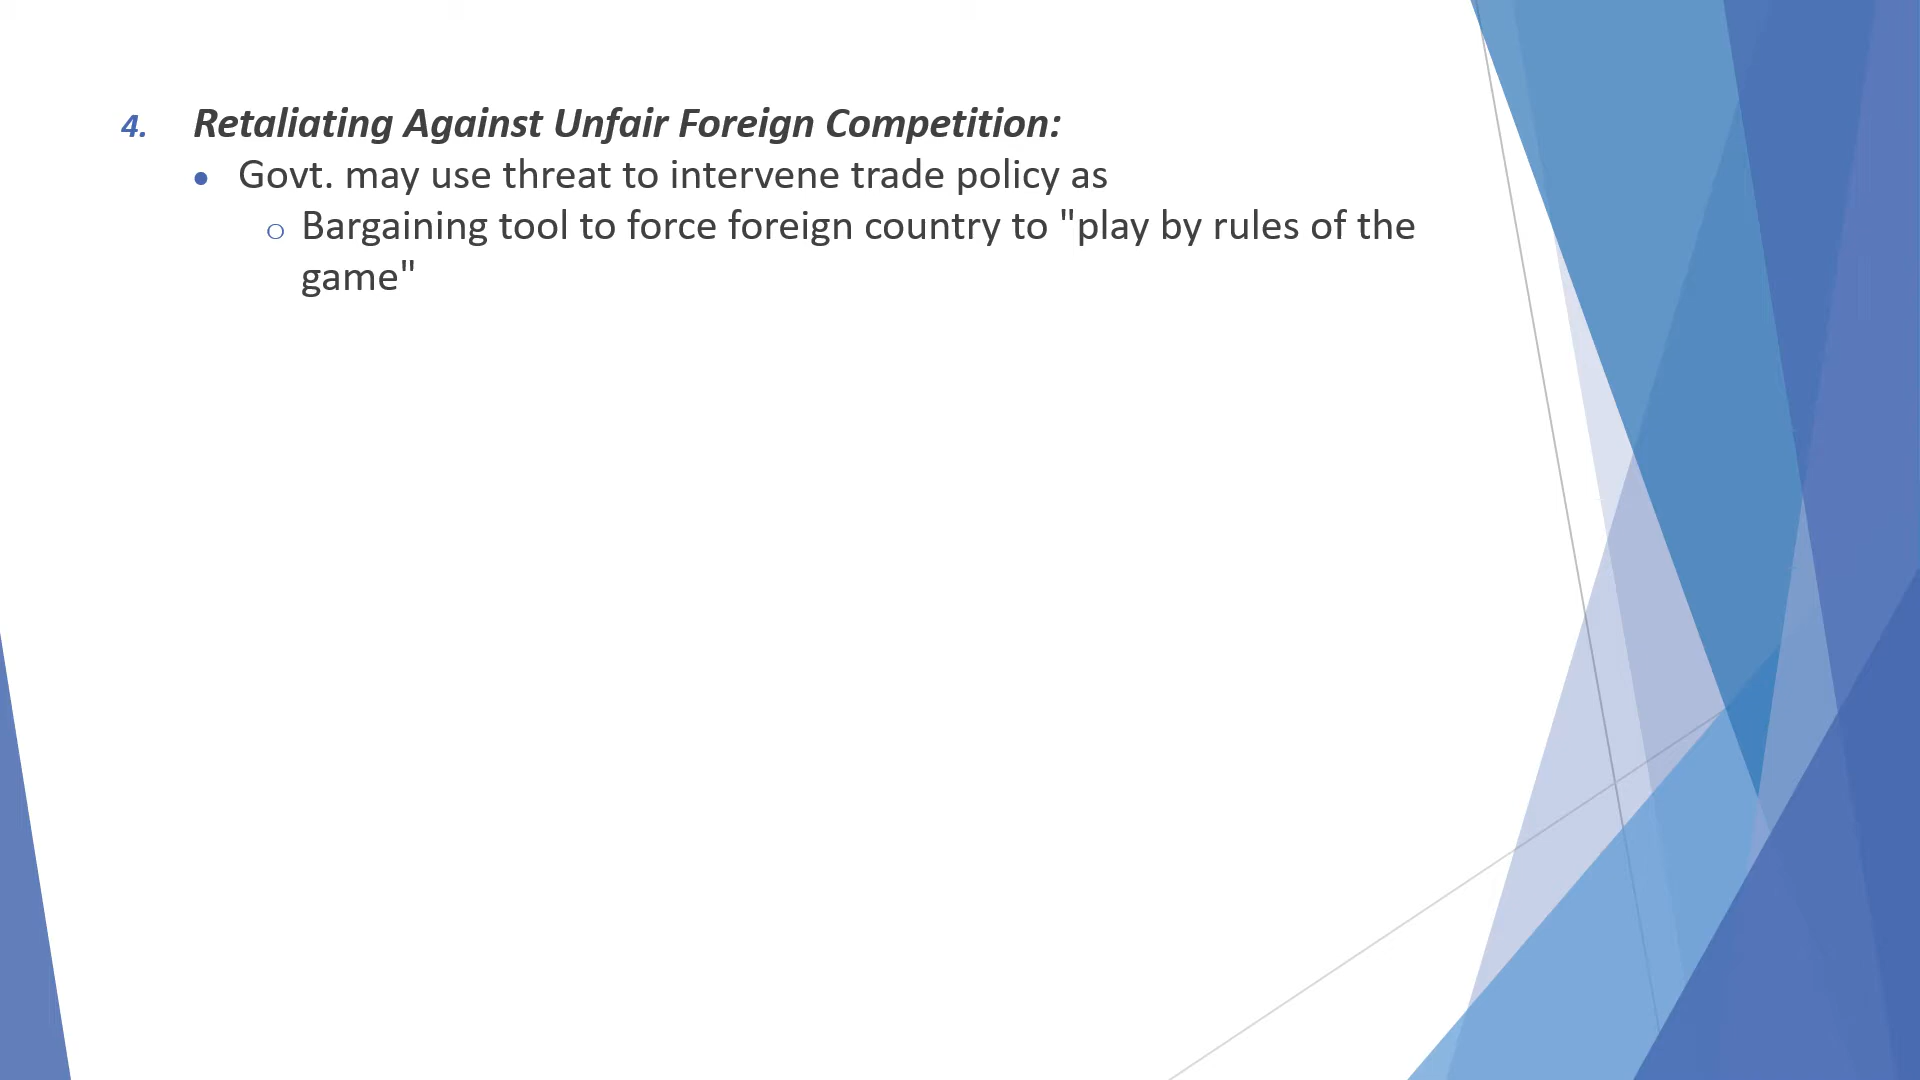 4. Retaliating Against Unfair Foreign Competition:
• Govt. may use threat to intervene trade policy as
○ Bargaining tool to force foreign country to "play by rules of the
game"